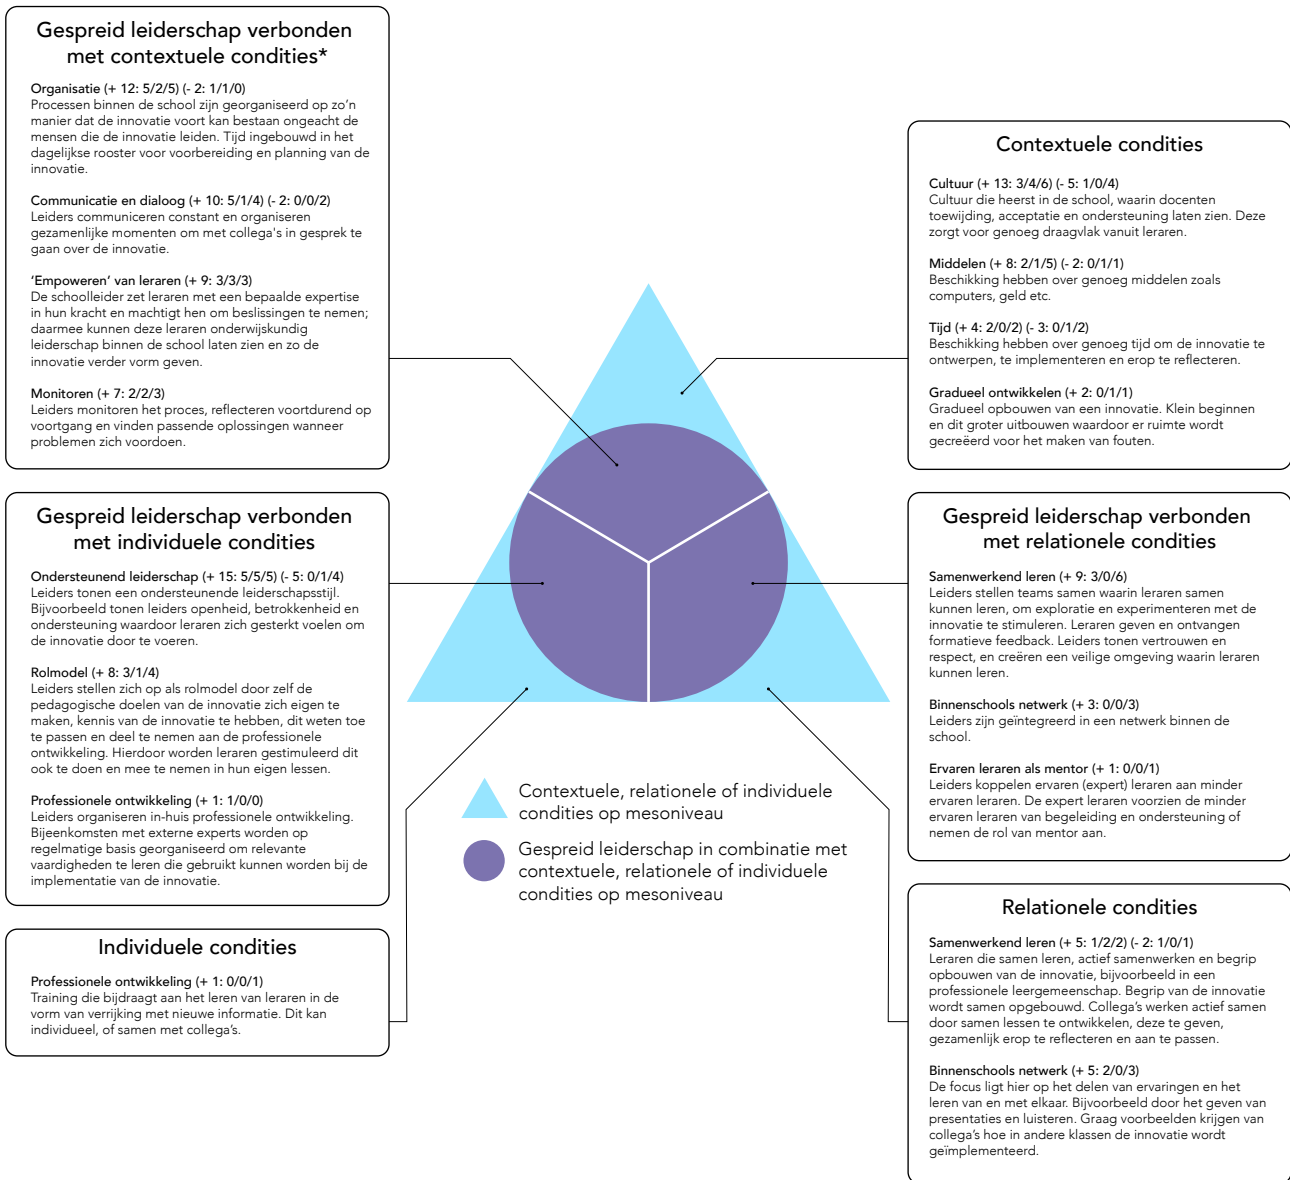 Gespreid leiderschap verbonden
met contextuele condities*
Organisatie (+ 12: 5/2/5) (- 2: 1/1/0)
Processen binnen de school zijn georganiseerd op zo'n
manier dat de innovatie voort kan bestaan ongeacht de
mensen die de innovatie leiden. Tijd ingebouwd in het
dagelijkse rooster voor voorbereiding en planning van de
innovatie.
Communicatie en dialoog (+ 10: 5/1/4) (- 2: 0/0/2)
Leiders communiceren constant en organiseren
gezamenlijke momenten om met collega's in gesprek te
gaan over de innovatie.
'Empoweren' van leraren (+ 9: 3/3/3)
De schoolleider zet leraren met een bepaalde expertise
in hun kracht en machtigt hen om beslissingen te nemen;
daarmee kunnen deze leraren onderwijskundig
leiderschap binnen de school laten zien en zo de
innovatie verder vorm geven.
Monitoren (+ 7: 2/2/3)
Leiders monitoren het proces, reflecteren voortdurend op
voortgang en vinden passende oplossingen wanneer
problemen zich voordoen.
Gespreid leiderschap verbonden
met individuele condities
Ondersteunend leiderschap (+ 15: 5/5/5) (- 5: 0/1/4)
Leiders tonen een ondersteunende leiderschapsstijl.
Bijvoorbeeld tonen leiders openheid, betrokkenheid en
ondersteuning waardoor leraren zich gesterkt voelen om
de innovatie door te voeren.
Rolmodel (+ 8: 3/1/4)
Leiders stellen zich op als rolmodel door zelf de
pedagogische doelen van de innovatie zich eigen te
maken, kennis van de innovatie te hebben, dit weten toe
te passen en deel te nemen aan de professionele
ontwikkeling. Hierdoor worden leraren gestimuleerd dit
ook te doen en mee te nemen in hun eigen lessen.
Professionele ontwikkeling (+ 1: 1/0/0)
Leiders organiseren in-huis professionele ontwikkeling.
Bijeenkomsten met externe experts worden op
regelmatige basis georganiseerd om relevante
vaardigheden te leren die gebruikt kunnen worden bij de
implementatie van de innovatie.
Individuele condities
Professionele ontwikkeling (+ 1: 0/0/1)
Training die bijdraagt aan het leren van leraren in de
vorm van verrijking met nieuwe informatie. Dit kan
individueel, of samen met collega's.
Contextuele, relationele of individuele
condities op mesoniveau
Gespreid leiderschap in combinatie met
contextuele, relationele of individuele
condities op mesoniveau
Contextuele condities
Cultuur (+ 13: 3/4/6) (- 5: 1/0/4)
Cultuur die heerst in de school, waarin docenten
toewijding, acceptatie en ondersteuning laten zien. Deze
zorgt voor genoeg draagvlak vanuit leraren.
Middelen (+ 8: 2/1/5) (- 2: 0/1/1)
Beschikking hebben over genoeg middelen zoals
computers, geld etc.
Tijd (+ 4: 2/0/2) (- 3: 0/1/2)
Beschikking hebben over genoeg tijd om de innovatie te
ontwerpen, te implementeren en erop te reflecteren.
Gradueel ontwikkelen (+ 2: 0/1/1)
Gradueel opbouwen van een innovatie. Klein beginnen
en dit groter uitbouwen waardoor er ruimte wordt
gecreëerd voor het maken van fouten.
Gespreid leiderschap verbonden
met relationele condities
Samenwerkend leren (+ 9: 3/0/6)
Leiders stellen teams samen waarin leraren samen
kunnen leren, om exploratie en experimenteren met de
innovatie te stimuleren. Leraren geven en ontvangen
formatieve feedback. Leiders tonen vertrouwen en
respect, en creëren een veilige omgeving waarin leraren
kunnen leren.
Binnenschools netwerk (+ 3: 0/0/3)
Leiders zijn geïntegreerd in een netwerk binnen de
school.
Ervaren leraren als mentor (+ 1: 0/0/1)
Leiders koppelen ervaren (expert) leraren aan minder
ervaren leraren. De expert leraren voorzien de minder
ervaren leraren van begeleiding en ondersteuning of
nemen de rol van mentor aan.
Relationele condities
Samenwerkend leren (+ 5: 1/2/2) (- 2: 1/0/1)
Leraren die samen leren, actief samenwerken en begrip
opbouwen van de innovatie, bijvoorbeeld in een
professionele leergemeenschap. Begrip van de innovatie
wordt samen opgebouwd. Collega's werken actief samen
door samen lessen te ontwikkelen, deze te geven,
gezamenlijk erop te reflecteren en aan te passen.
Binnenschools netwerk (+ 5: 2/0/3)
De focus ligt hier op het delen van ervaringen en het
leren van en met elkaar. Bijvoorbeeld door het geven van
presentaties en luisteren. Graag voorbeelden krijgen van
collega's hoe in andere klassen de innovatie wordt
geïmplementeerd.